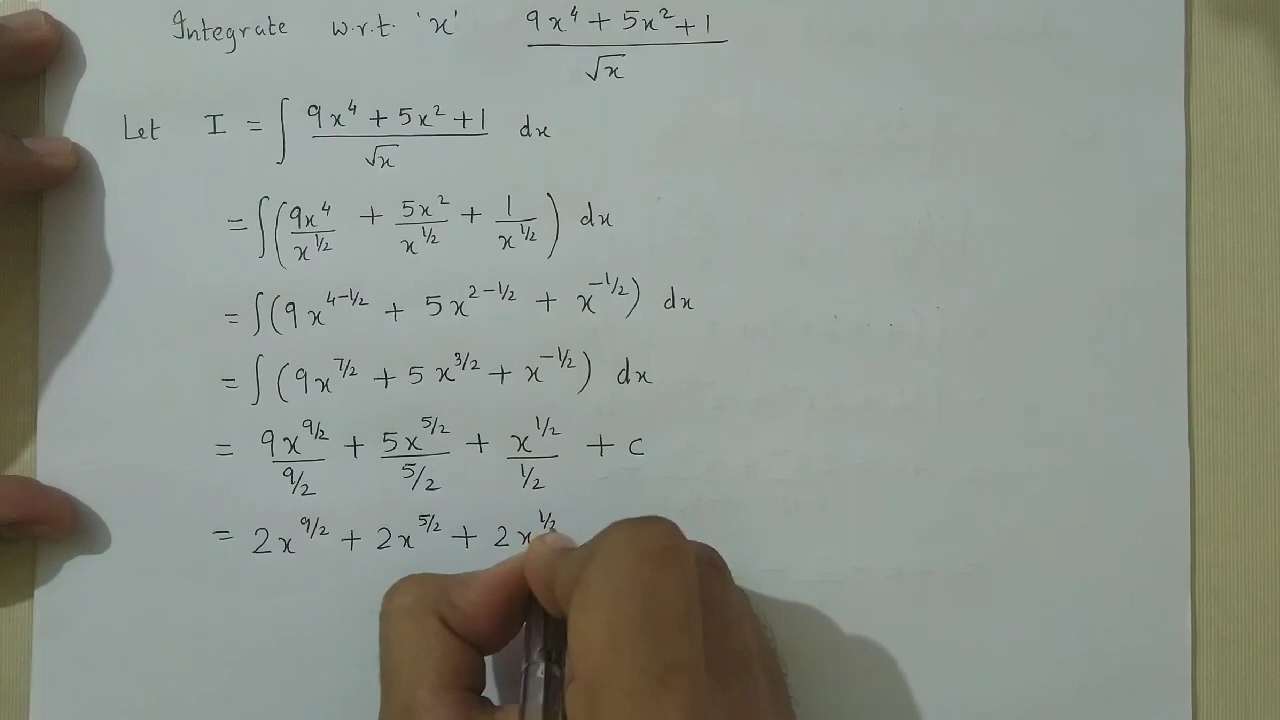 Integrate w.r.t. 'x' (9x⁴ + 5x² + 1)/√x
Let I = ∫ (9x⁴ + 5x² + 1)/√x dx
= ∫(9x⁴/x^(1/2) + 5x²/x^(1/2) + 1/x^(1/2)) dx
= ∫(9x^(4-1/2) + 5x^(2-1/2) + x^(-1/2)) dx
= ∫(9x^(7/2) + 5x^(3/2) + x^(-1/2)) dx
= 9x^(9/2)/(9/2) + 5x^(5/2)/(5/2) + x^(1/2)/(1/2) + c
= 2x^(9/2) + 2x^(5/2) + 2x^(1/2)